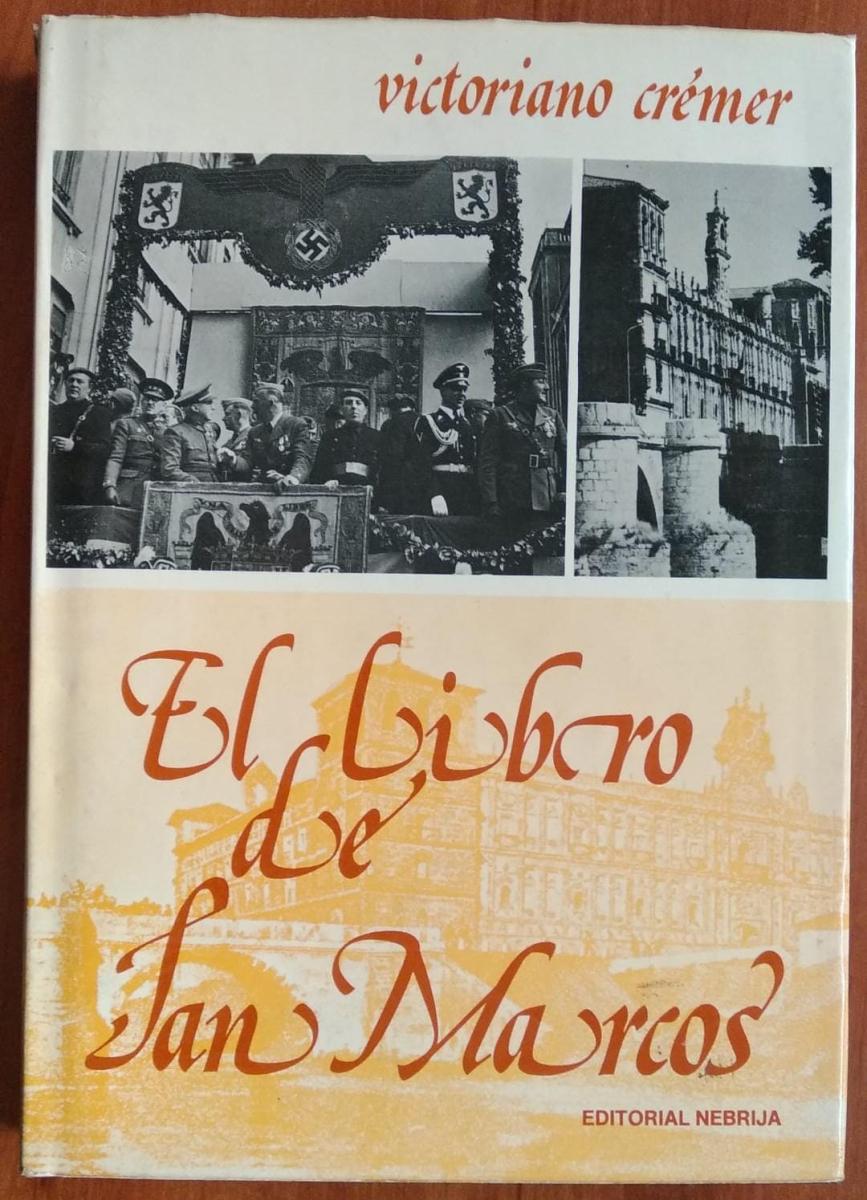 victoriano crémer
El Libro
de
San Marcos
EDITORIAL NEBRIJA